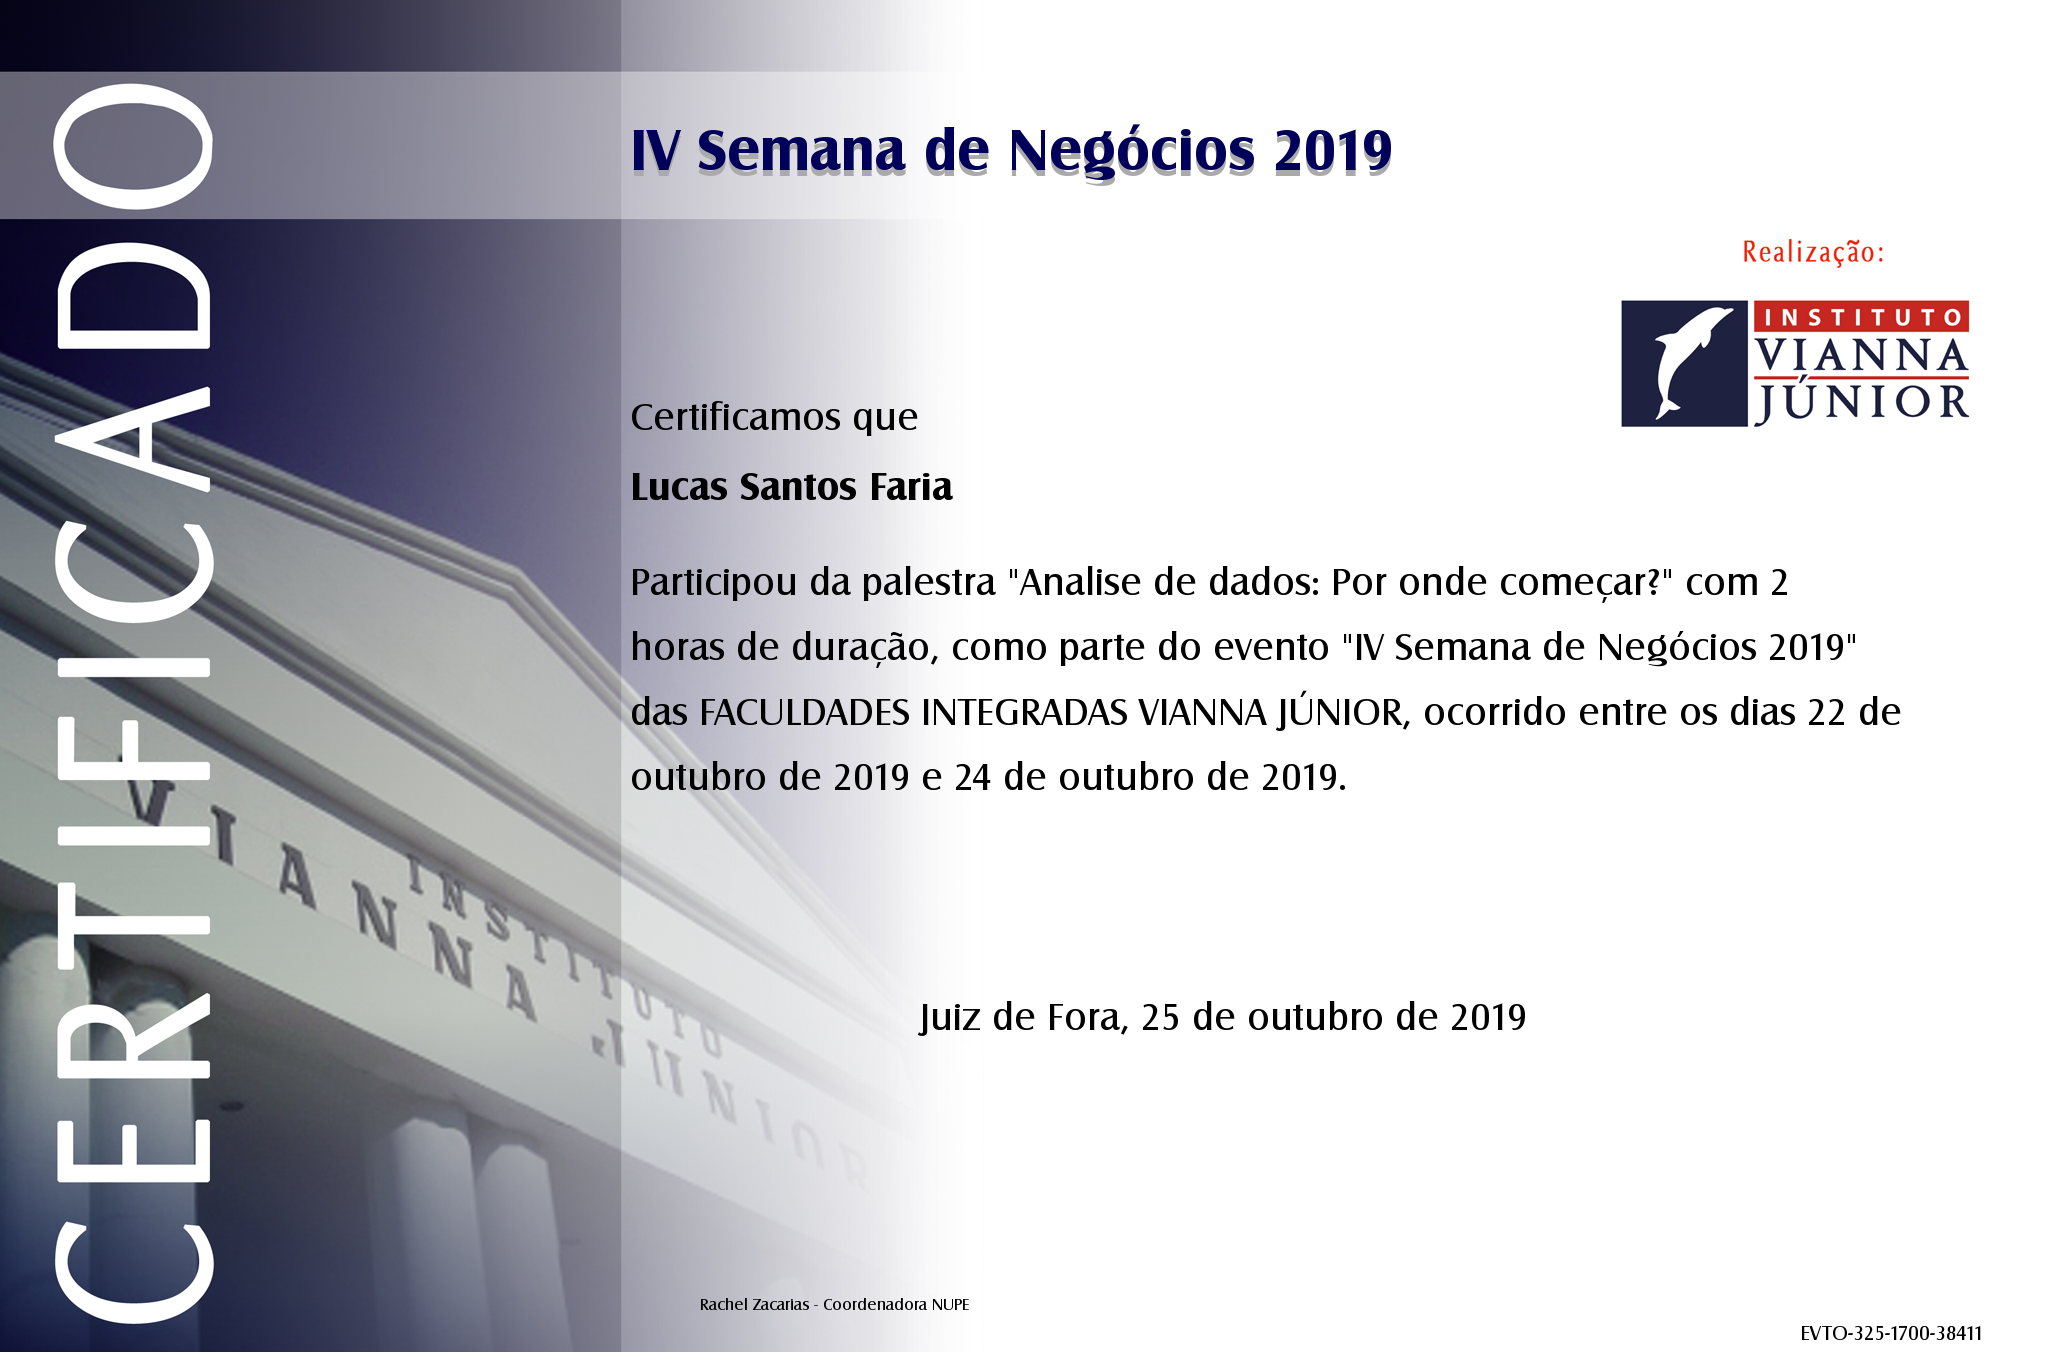 CERTIFICADO
IV Semana de Negócios 2019
Realização:
INSTITUTO
VIANNA
JÚNIOR
Certificamos que
Lucas Santos Faria
Participou da palestra "Analise de dados: Por onde começar?" com 2
horas de duração, como parte do evento "IV Semana de Negócios 2019"
das FACULDADES INTEGRADAS VIANNA JÚNIOR, ocorrido entre os dias 22 de
outubro de 2019 e 24 de outubro de 2019.
INSTITUTO
VIANNA JÚNIOR
Juiz de Fora, 25 de outubro de 2019
Rachel Zacarias - Coordenadora NUPE
EVTO-325-1700-38411